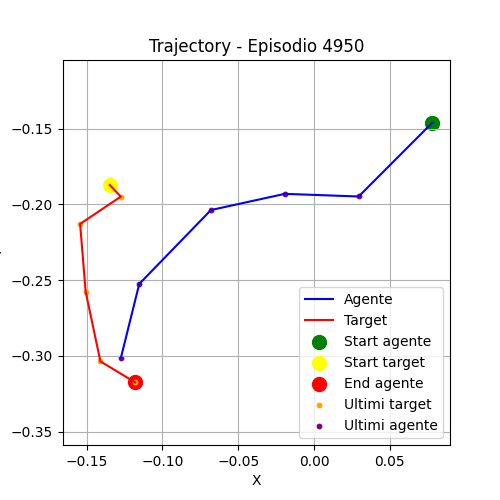 Trajectory - Episodio 4950
−0.15
−0.20
−0.25
−0.30
−0.35
−0.15
−0.10
−0.05
0.00
0.05
X
Agente
Target
Start agente
Start target
End agente
Ultimi target
Ultimi agente